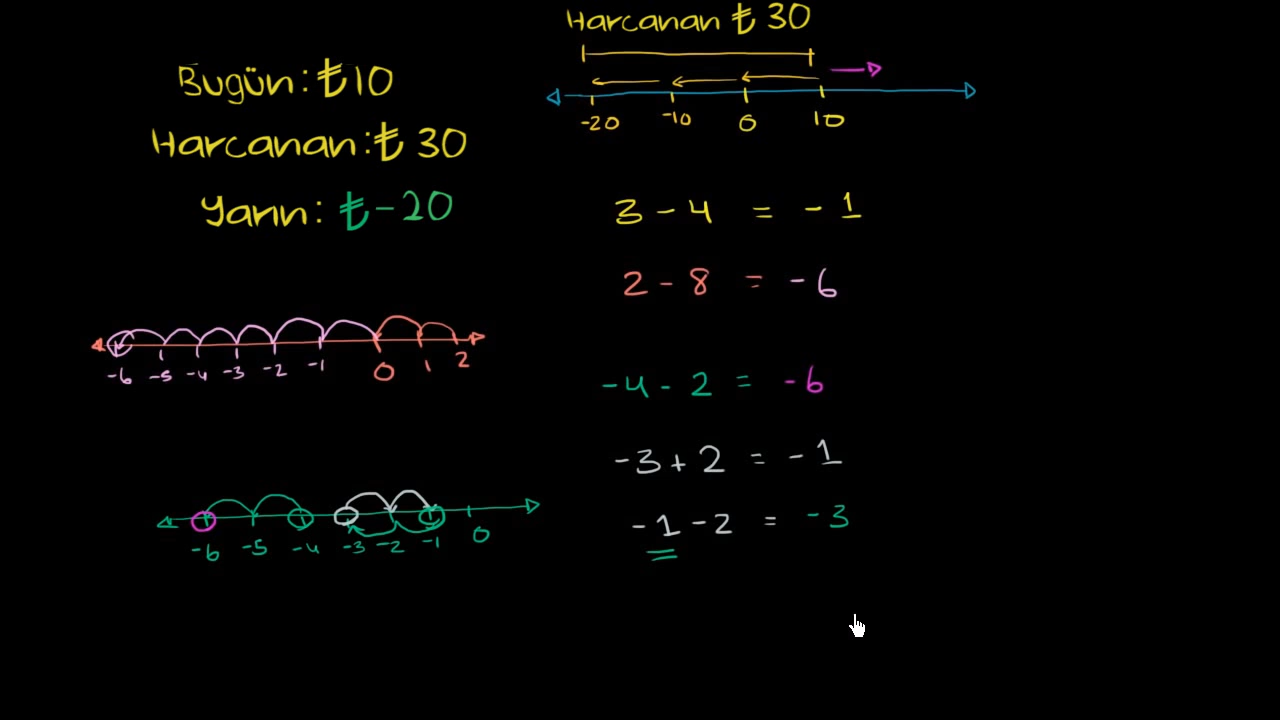 Harcanan ₺ 30
Bugün: ₺10
-20 -10 0 10
Harcanan: ₺ 30
Yarın: ₺-20
3 - 4 = - 1
2 - 8 = - 6
-6 -5 -4 -3 -2 -1 0 1 2
-4 - 2 = - 6
-3 + 2 = - 1
-1 - 2 = - 3
-6 -5 -4 -3 -2 -1 0